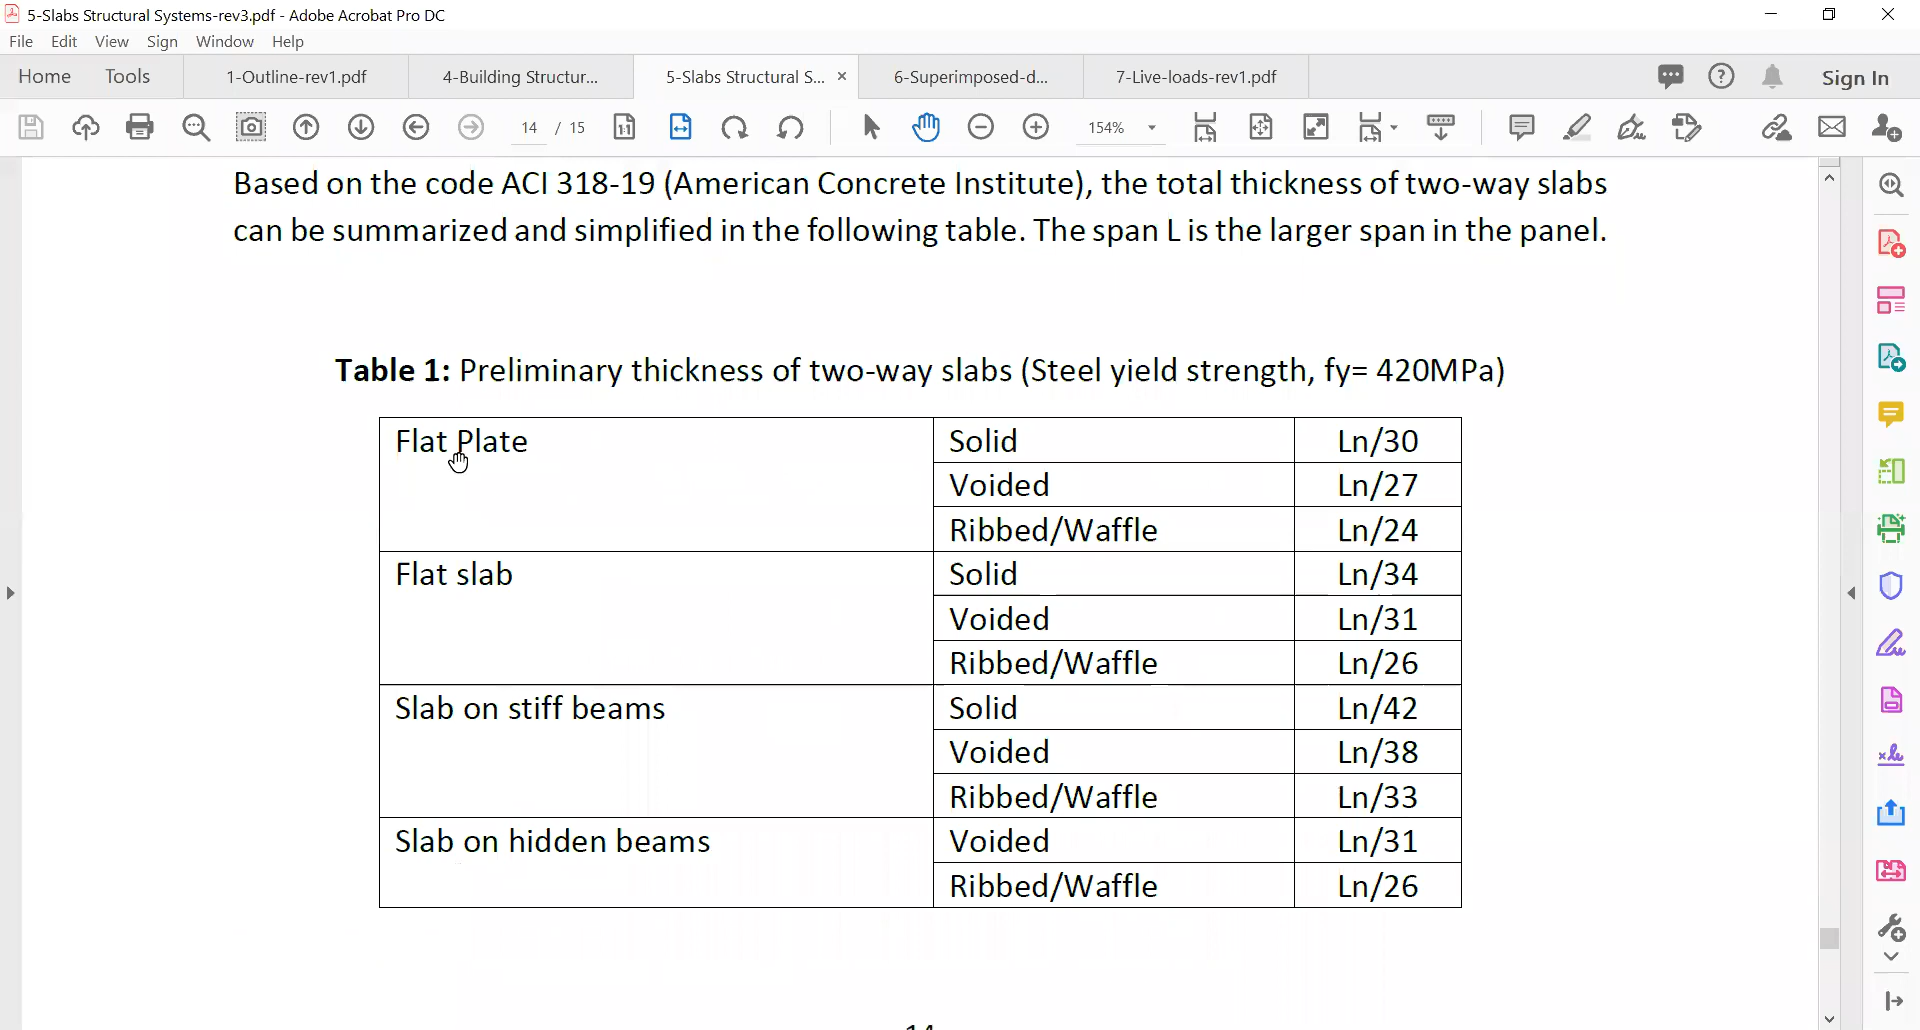 5-Slabs Structural Systems-rev3.pdf - Adobe Acrobat Pro DC
File Edit View Sign Window Help
Home Tools 1-Outline-rev1.pdf 4-Building Structur... 5-Slabs Structural S... × 6-Superimposed-d... 7-Live-loads-rev1.pdf Sign In
14 / 15 1:1 154%
Based on the code ACI 318-19 (American Concrete Institute), the total thickness of two-way slabs
can be summarized and simplified in the following table. The span L is the larger span in the panel.
Table 1: Preliminary thickness of two-way slabs (Steel yield strength, fy= 420MPa)
Flat Plate Solid Ln/30
Voided Ln/27
Ribbed/Waffle Ln/24
Flat slab Solid Ln/34
Voided Ln/31
Ribbed/Waffle Ln/26
Slab on stiff beams Solid Ln/42
Voided Ln/38
Ribbed/Waffle Ln/33
Slab on hidden beams Voided Ln/31
Ribbed/Waffle Ln/26